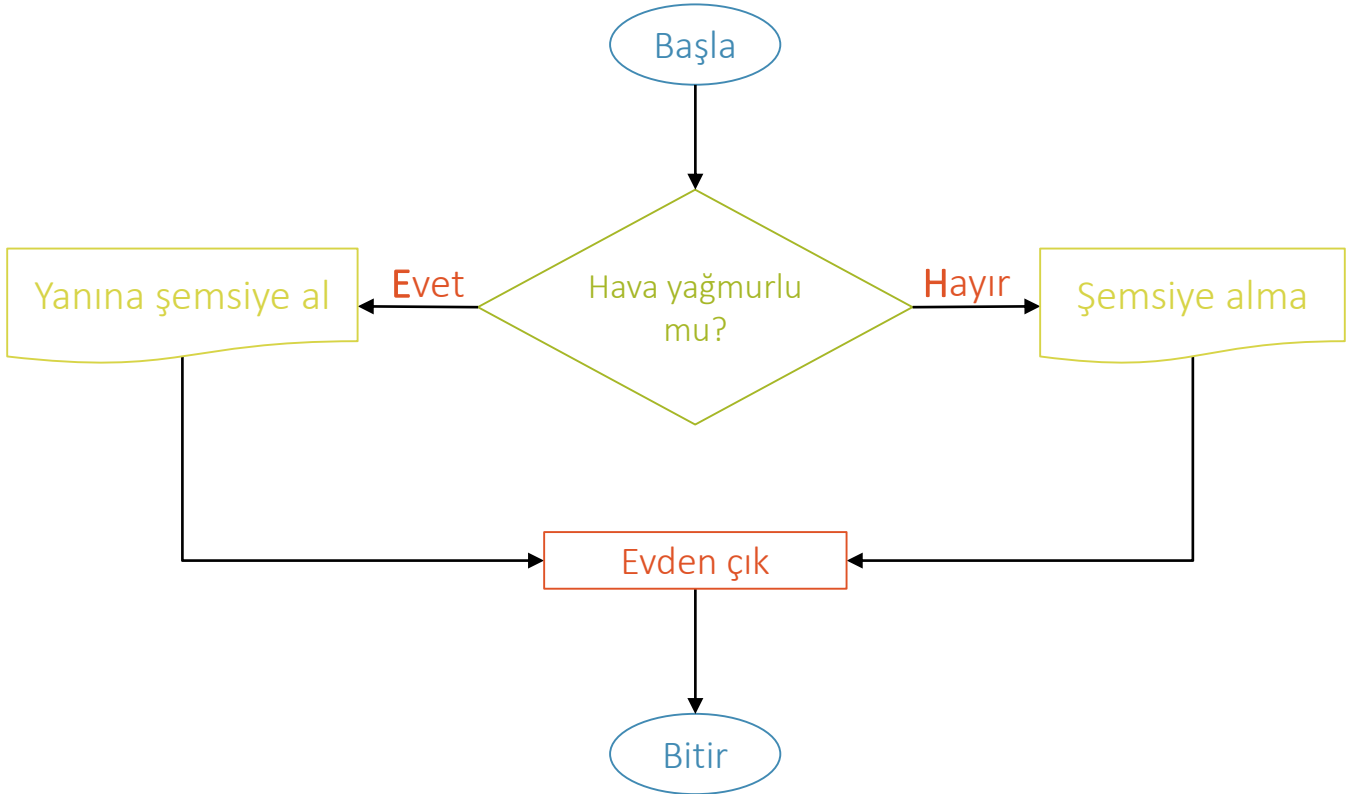 Başla
Evet
Hayır
Yanına şemsiye al
Hava yağmurlu
mu?
Şemsiye alma
Evden çık
Bitir